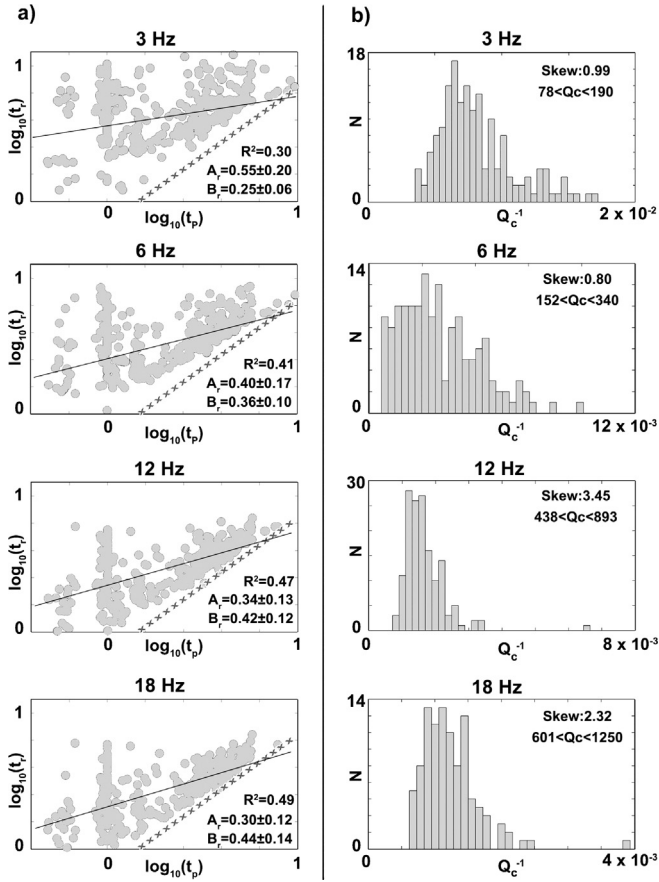 a)
3 Hz
log₁₀(tᵣ)
1
0
R²=0.30
Aᵣ=0.55±0.20
Bᵣ=0.25±0.06
0
log₁₀(tₚ)
1
6 Hz
log₁₀(tᵣ)
1
0
R²=0.41
Aᵣ=0.40±0.17
Bᵣ=0.36±0.10
0
log₁₀(tₚ)
1
12 Hz
log₁₀(tᵣ)
1
0
R²=0.47
Aᵣ=0.34±0.13
Bᵣ=0.42±0.12
0
log₁₀(tₚ)
1
18 Hz
log₁₀(tᵣ)
1
0
R²=0.49
Aᵣ=0.30±0.12
Bᵣ=0.44±0.14
0
log₁₀(tₚ)
1
b)
3 Hz
18
N
0
Skew:0.99
78<Qc<190
0
Q꜀⁻¹
2 x 10⁻²
6 Hz
14
N
0
Skew:0.80
152<Qc<340
0
Q꜀⁻¹
12 x 10⁻³
12 Hz
30
N
0
Skew:3.45
438<Qc<893
0
Q꜀⁻¹
8 x 10⁻³
18 Hz
14
N
0
Skew:2.32
601<Qc<1250
0
Q꜀⁻¹
4 x 10⁻³